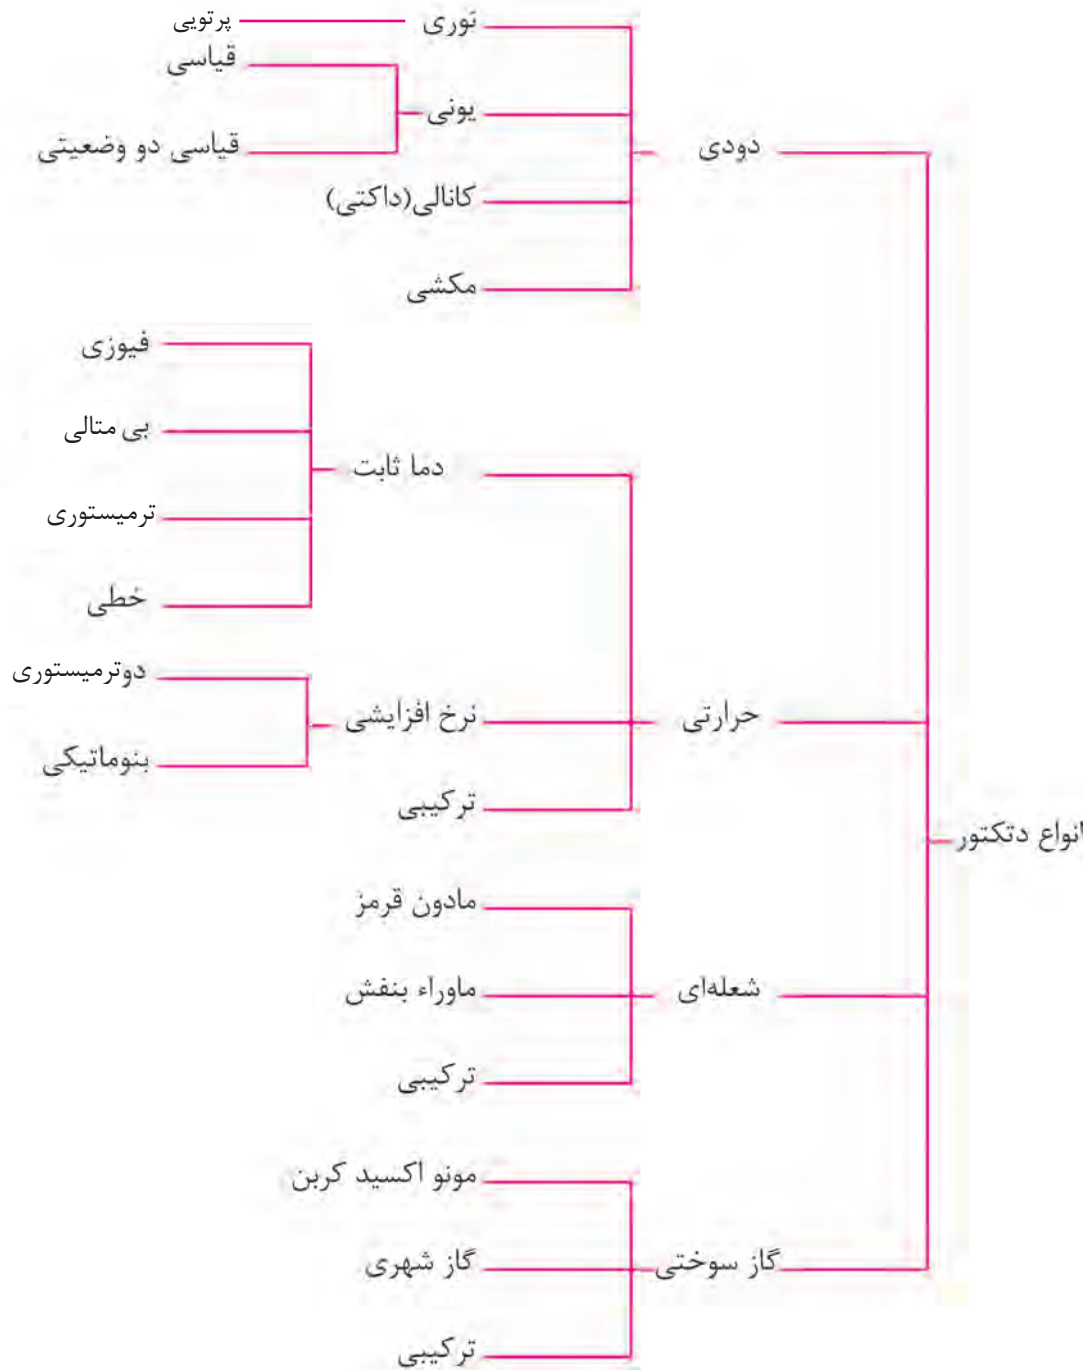 انواع دتکتور
دودی
نوری
پرتویی
یونی
قیاسی
قیاسی دو وضعیتی
کانالی(داکتی)
مکشی
حرارتی
دما ثابت
فیوزی
بی متالی
ترمیستوری
خطی
نرخ افزایشی
دوترمیستوری
بنوماتیکی
ترکیبی
شعله‌ای
مادون قرمز
ماوراء بنفش
ترکیبی
گاز سوختی
مونو اکسید کربن
گاز شهری
ترکیبی